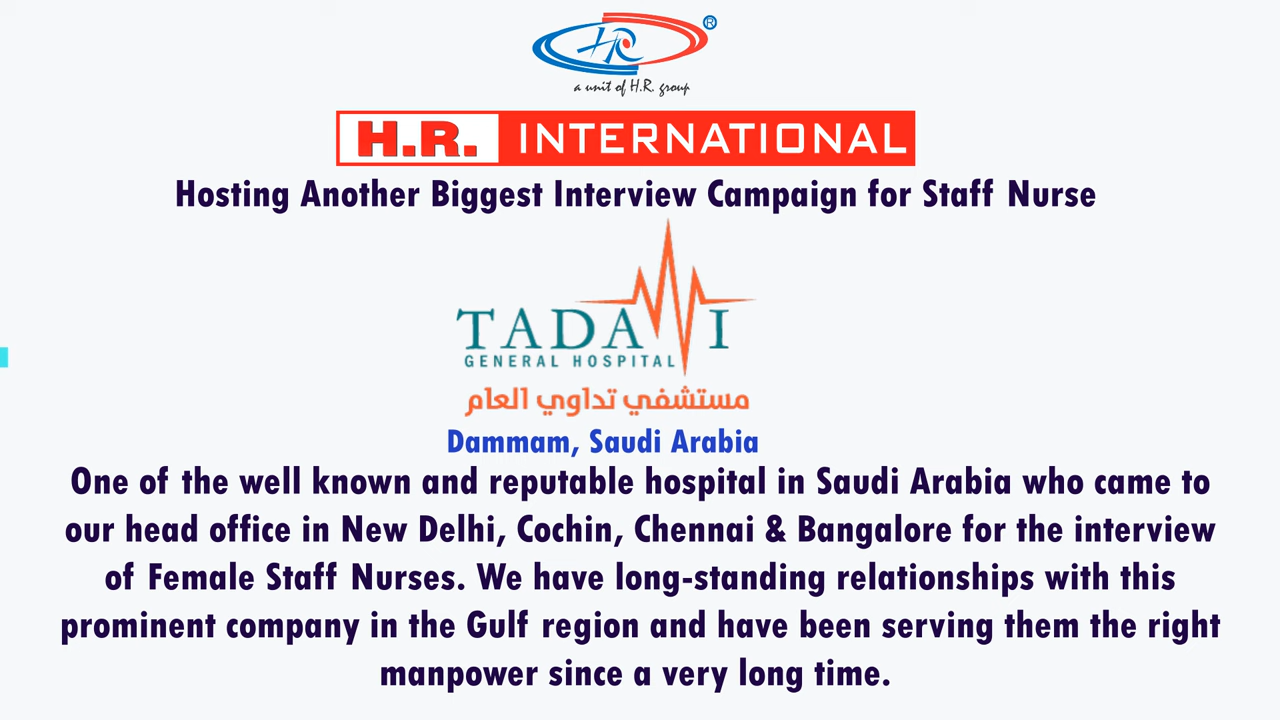 HR ®
a unit of H.R. group
H.R. INTERNATIONAL
Hosting Another Biggest Interview Campaign for Staff Nurse
TADAWI
GENERAL HOSPITAL
مستشفي تداوي العام
Dammam, Saudi Arabia
One of the well known and reputable hospital in Saudi Arabia who came to
our head office in New Delhi, Cochin, Chennai & Bangalore for the interview
of Female Staff Nurses. We have long-standing relationships with this
prominent company in the Gulf region and have been serving them the right
manpower since a very long time.